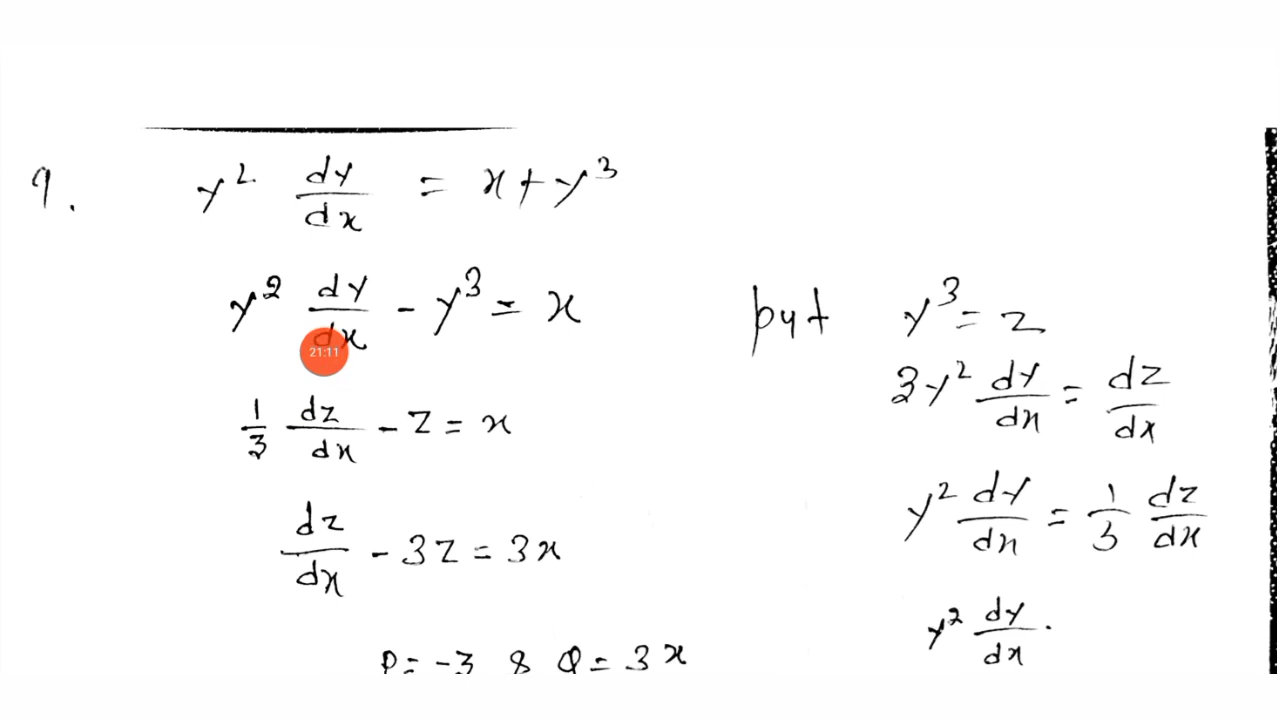 9. y² dy/dx = x + y³
y² dy/dx - y³ = x
21:11
1/3 dz/dx - z = x
dz/dx - 3z = 3x
P = -3 & Q = 3x
put y³ = z
3y² dy/dx = dz/dx
y² dy/dx = 1/3 dz/dx
y² dy/dx .